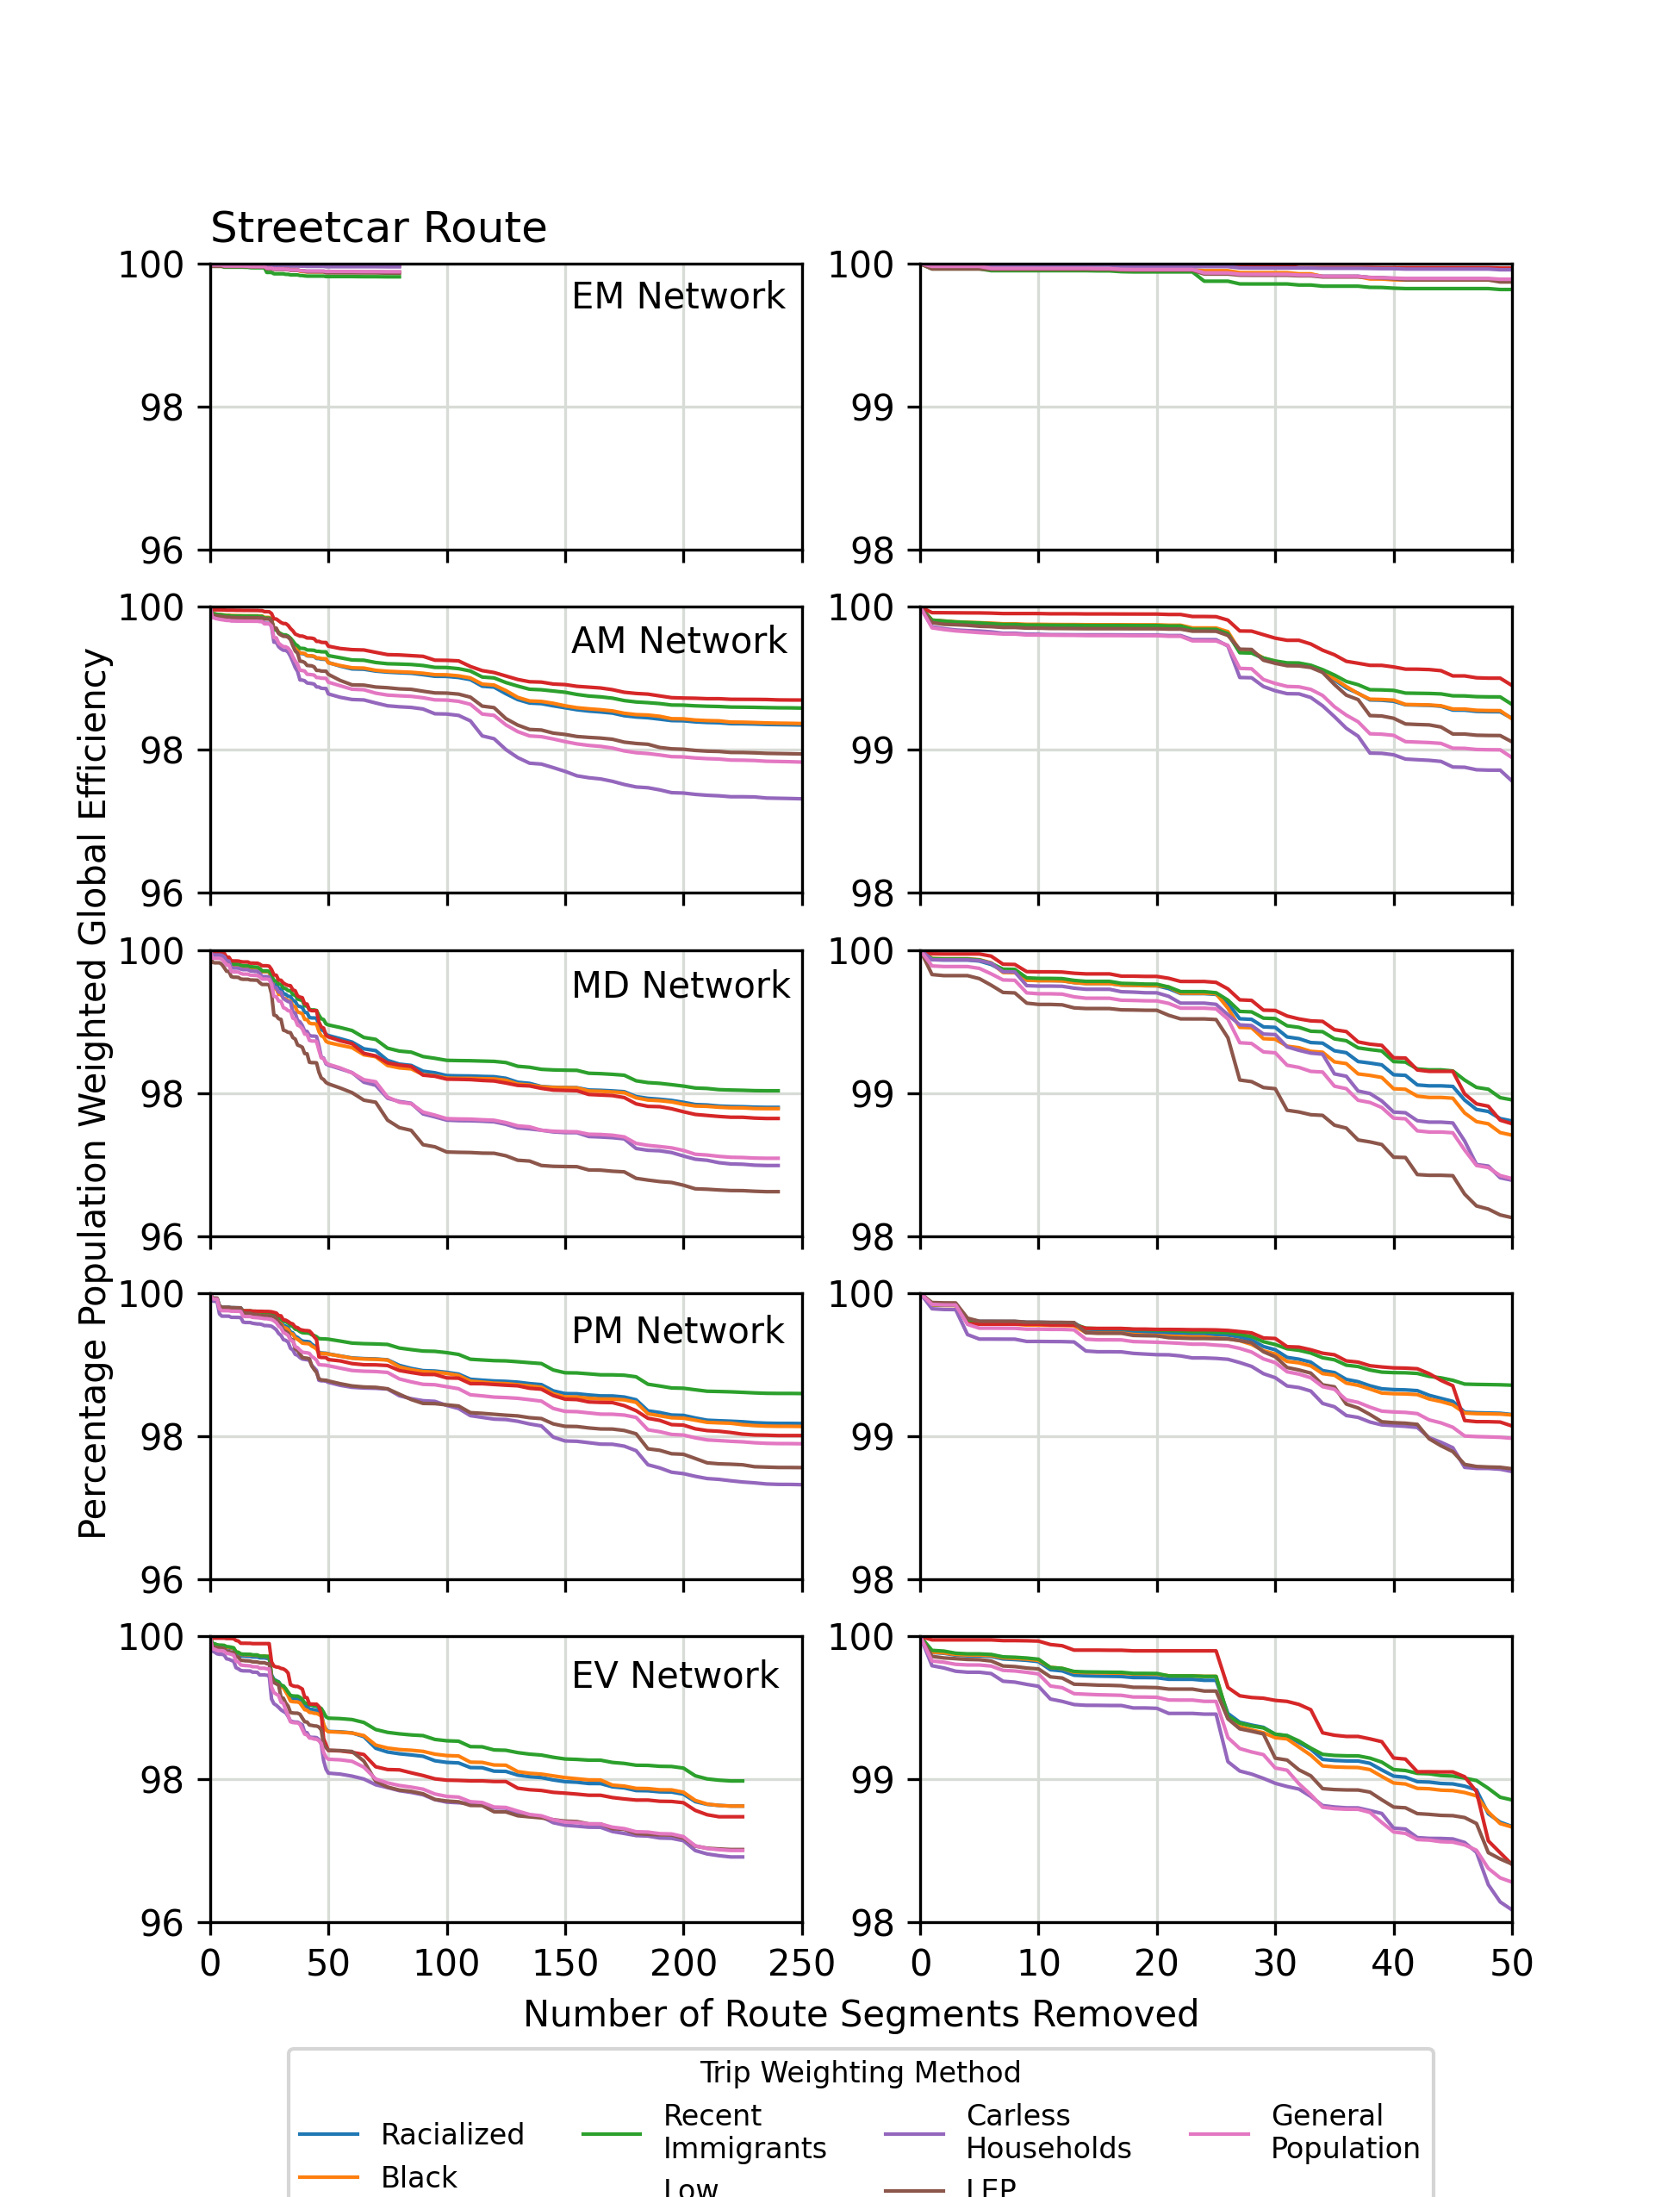 Streetcar Route
100
98
96
EM Network
100
99
98
100
98
96
AM Network
100
99
98
100
98
96
MD Network
100
99
98
100
98
96
PM Network
100
99
98
100
98
96
EV Network
100
99
98
0 50 100 150 200 250
0 10 20 30 40 50
Percentage Population Weighted Global Efficiency
Number of Route Segments Removed
Trip Weighting Method
Racialized
Black
Recent
Immigrants
Low
Carless
Households
LEP
General
Population